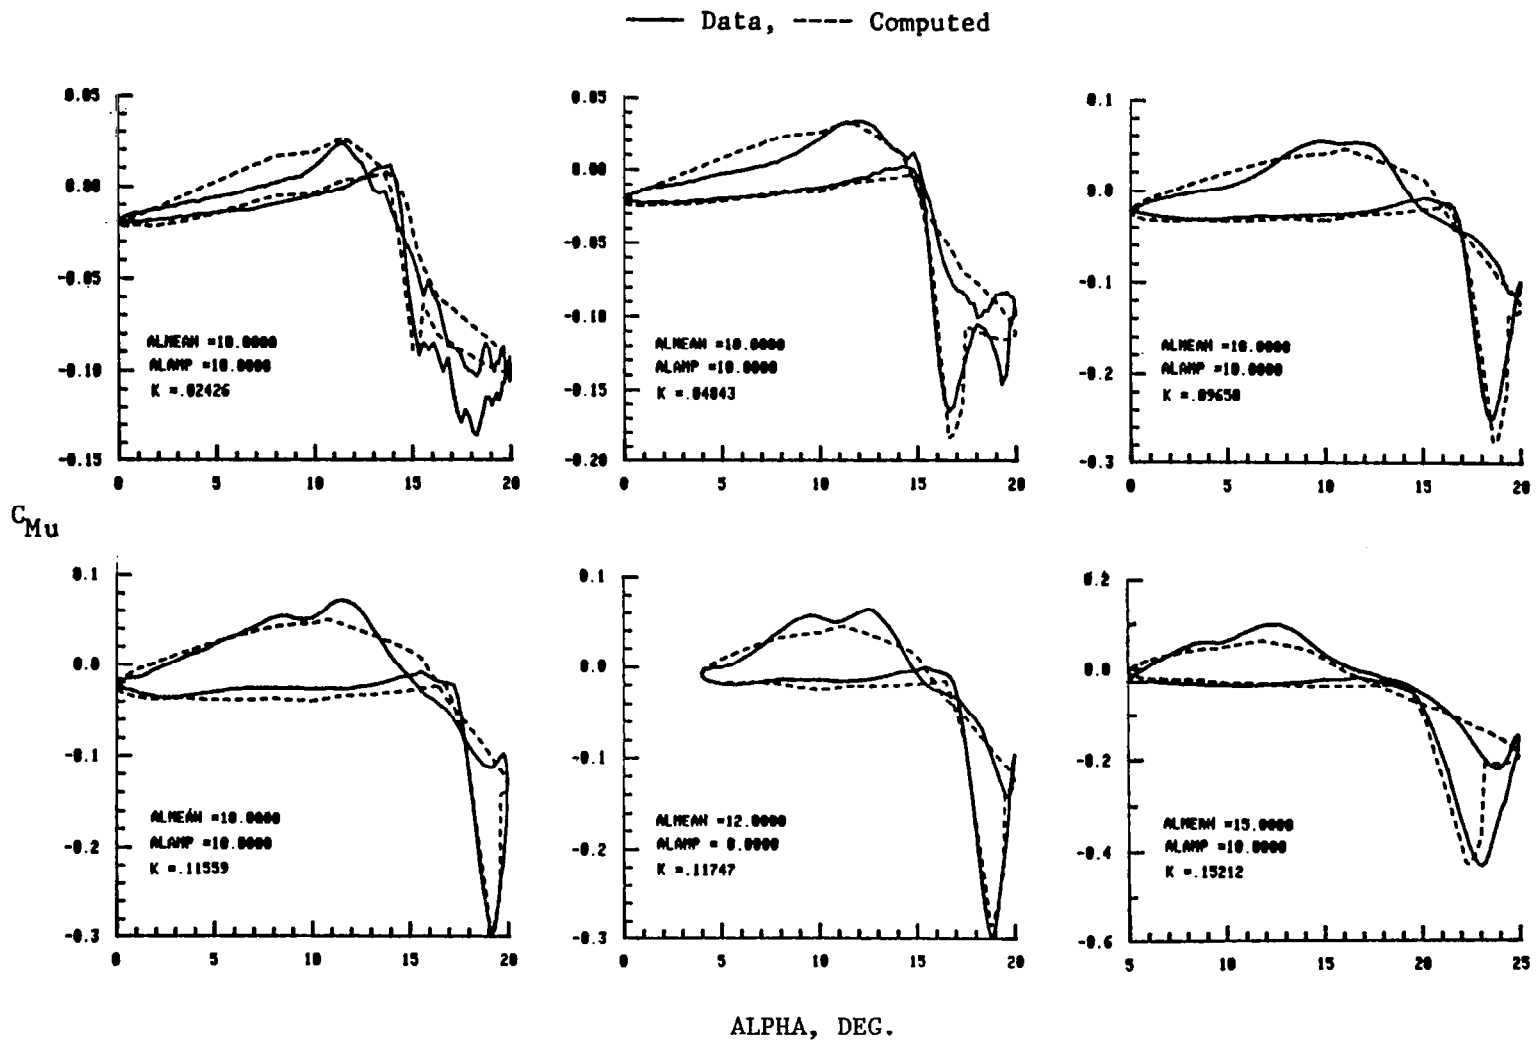 Data, Computed
0.05
0.00
-0.05
-0.10
-0.15
ALMEAN =10.0000
ALAMP =10.0000
K =.02426
0 5 10 15 20
0.05
0.00
-0.05
-0.10
-0.15
-0.20
ALMEAN =10.0000
ALAMP =10.0000
K =.04843
0 5 10 15 20
0.1
0.0
-0.1
-0.2
-0.3
ALMEAN =10.0000
ALAMP =10.0000
K =.09650
0 5 10 15 20
CMu
0.1
0.0
-0.1
-0.2
-0.3
ALMEAN =10.0000
ALAMP =10.0000
K =.11559
0 5 10 15 20
0.1
0.0
-0.1
-0.2
-0.3
ALMEAN =12.0000
ALAMP = 8.0000
K =.11747
0 5 10 15 20
0.2
0.0
-0.2
-0.4
-0.6
ALMEAN =15.0000
ALAMP =10.0000
K =.15212
5 10 15 20 25
ALPHA, DEG.